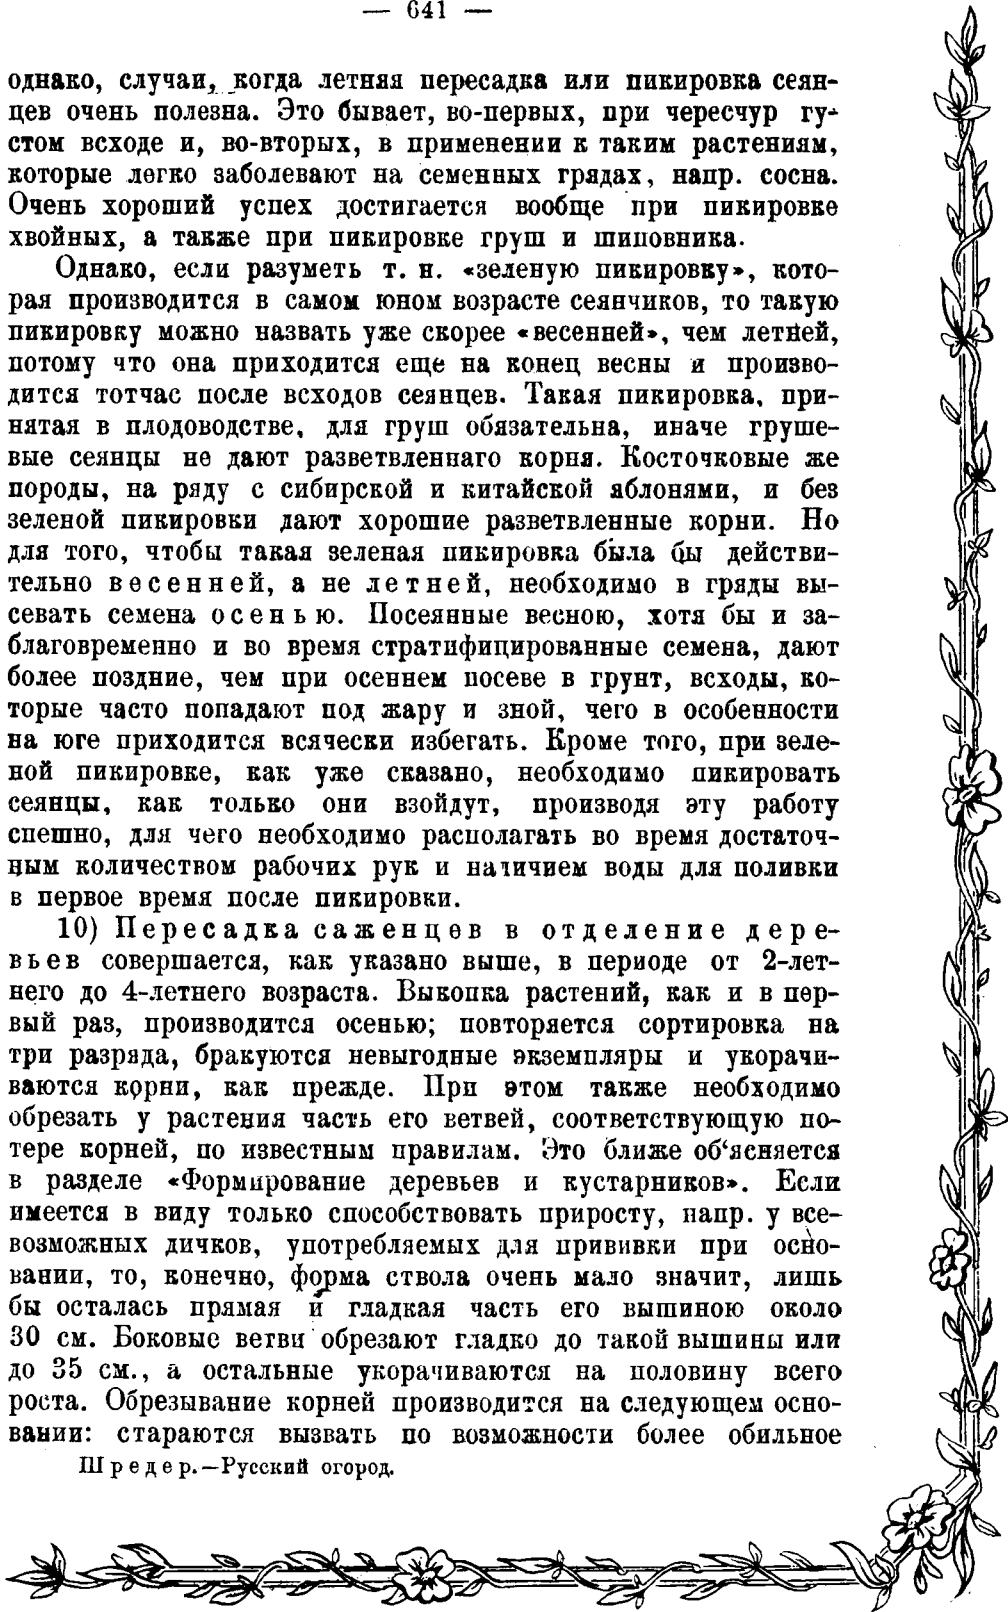 — 641 —
однако, случаи, когда летняя пересадка или пикировка сеян-
цев очень полезна. Это бывает, во-первых, при чересчур гу-
стом всходе и, во-вторых, в применении к таким растениям,
которые легко заболевают на семенных грядах, напр. сосна.
Очень хороший успех достигается вообще при пикировке
хвойных, а также при пикировке груш и шиповника.
Однако, если разуметь т. н. «зеленую пикировку», кото-
рая производится в самом юном возрасте сеянчиков, то такую
пикировку можно назвать уже скорее «весенней», чем летней,
потому что она приходится еще на конец весны и произво-
дится тотчас после всходов сеянцев. Такая пикировка, при-
нятая в плодоводстве, для груш обязательна, иначе груше-
вые сеянцы не дают разветвленнаго корня. Косточковые же
породы, на ряду с сибирской и китайской яблонями, и без
зеленой пикировки дают хорошие разветвленные корни. Но
для того, чтобы такая зеленая пикировка была бы действи-
тельно весенней, а не летней, необходимо в гряды вы-
севать семена осенью. Посеянные весною, хотя бы и за-
благовременно и во время стратифицированные семена, дают
более поздние, чем при осеннем посеве в грунт, всходы, ко-
торые часто попадают под жару и зной, чего в особенности
на юге приходится всячески избегать. Кроме того, при зеле-
ной пикировке, как уже сказано, необходимо пикировать
сеянцы, как только они взойдут, производя эту работу
спешно, для чего необходимо располагать во время достаточ-
ным количеством рабочих рук и наличием воды для поливки
в первое время после пикировки.
10) Пересадка саженцев в отделение дере-
вьев совершается, как указано выше, в периоде от 2-лет-
него до 4-летнего возраста. Выкопка растений, как и в пер-
вый раз, производится осенью; повторяется сортировка на
три разряда, бракуются невыгодные экземпляры и укорачи-
ваются корни, как прежде. При этом также необходимо
обрезать у растения часть его ветвей, соответствующую по-
тере корней, по известным правилам. Это ближе об‘ясняется
в разделе «Формирование деревьев и кустарников». Если
имеется в виду только способствовать приросту, напр. у все-
возможных дичков, употребляемых для прививки при осно-
вании, то, конечно, форма ствола очень мало значит, лишь
бы осталась прямая и гладкая часть его вышиною около
30 см. Боковые ветви обрезают гладко до такой вышины или
до 35 см., а остальные укорачиваются на половину всего
роста. Обрезывание корней производится на следующем осно-
вании: стараются вызвать по возможности более обильное
Шредер.—Русский огород.